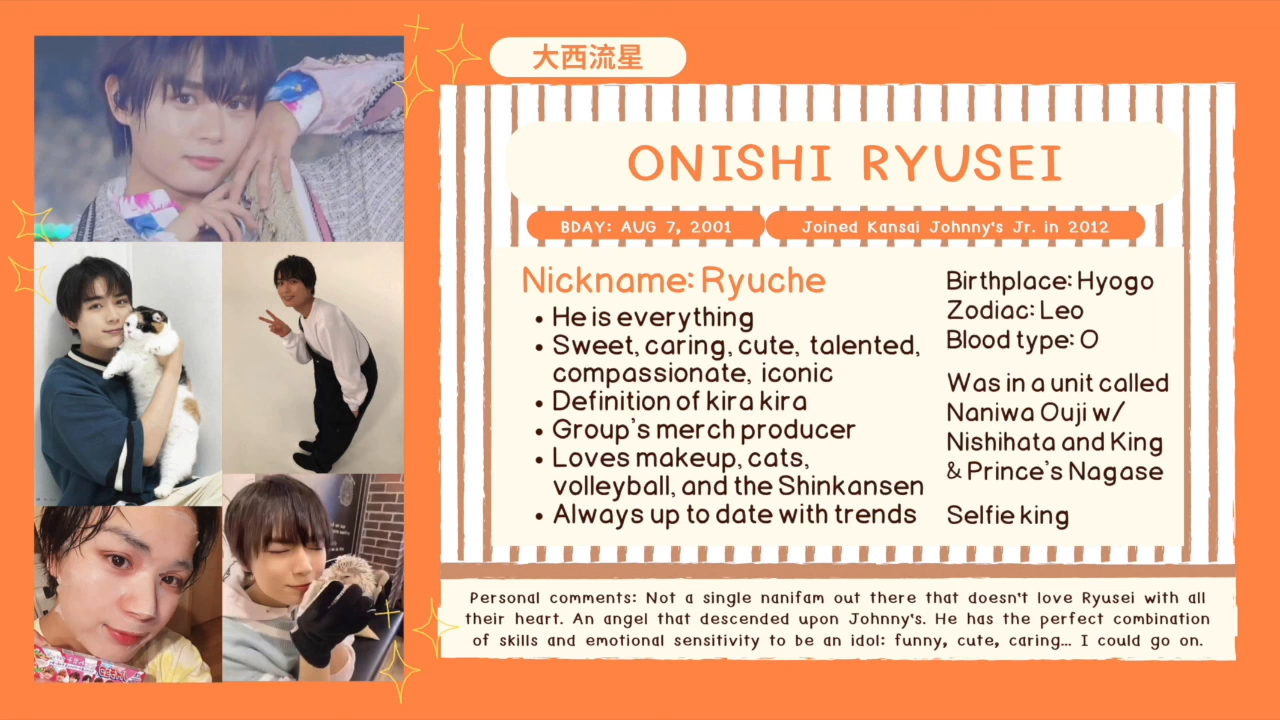 大西流星
ONISHI RYUSEI
BDAY: AUG 7, 2001
Joined Kansai Johnny's Jr. in 2012
Nickname: Ryuche
• He is everything
• Sweet, caring, cute, talented,
compassionate, iconic
• Definition of kira kira
• Group's merch producer
• Loves makeup, cats,
volleyball, and the Shinkansen
• Always up to date with trends
Birthplace: Hyogo
Zodiac: Leo
Blood type: O
Was in a unit called
Naniwa Ouji w/
Nishihata and King
& Prince's Nagase
Selfie king
Personal comments: Not a single nanifam out there that doesn't love Ryusei with all
their heart. An angel that descended upon Johnny's. He has the perfect combination
of skills and emotional sensitivity to be an idol: funny, cute, caring... I could go on.